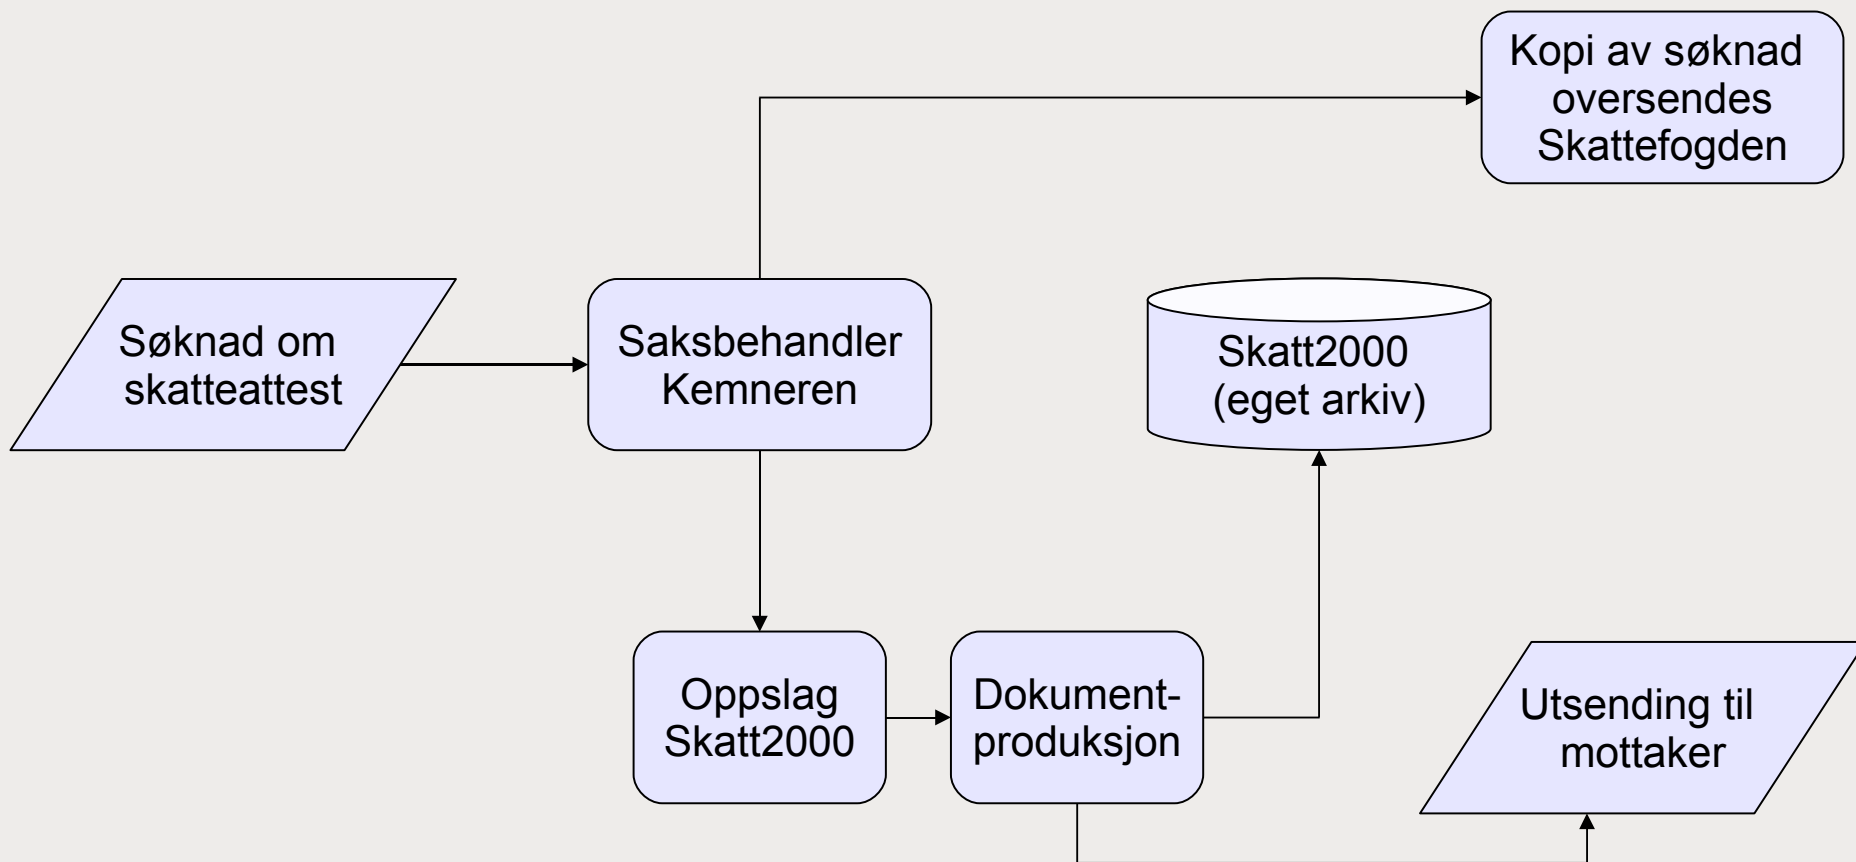 Kopi av søknad
oversendes
Skattefogden
Søknad om
skatteattest
Saksbehandler
Kemneren
Skatt2000
(eget arkiv)
Oppslag
Skatt2000
Dokument-
produksjon
Utsending til
mottaker